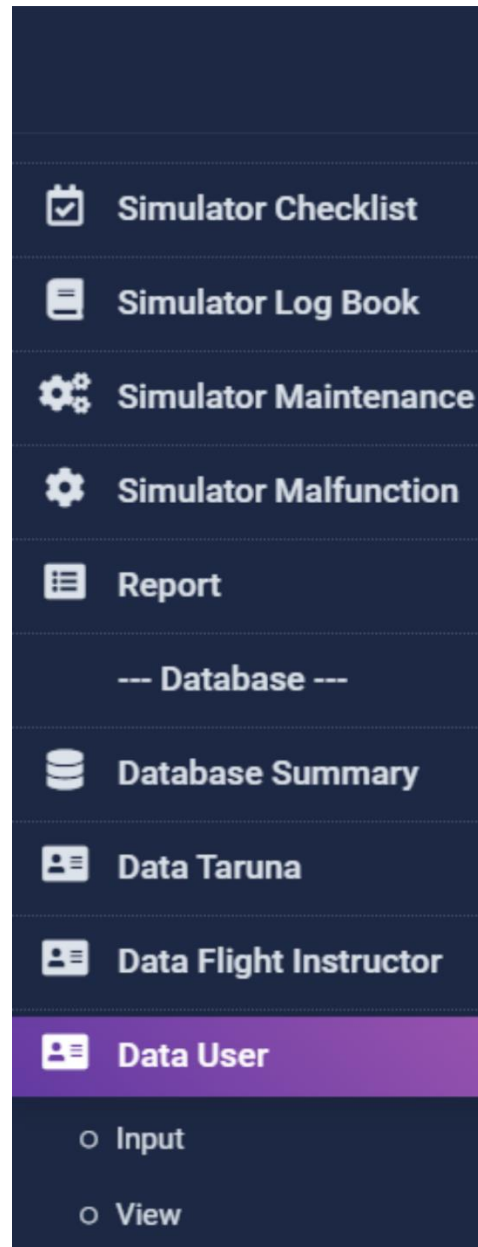 Simulator Checklist
Simulator Log Book
Simulator Maintenance
Simulator Malfunction
Report
--- Database ---
Database Summary
Data Taruna
Data Flight Instructor
Data User
Input
View